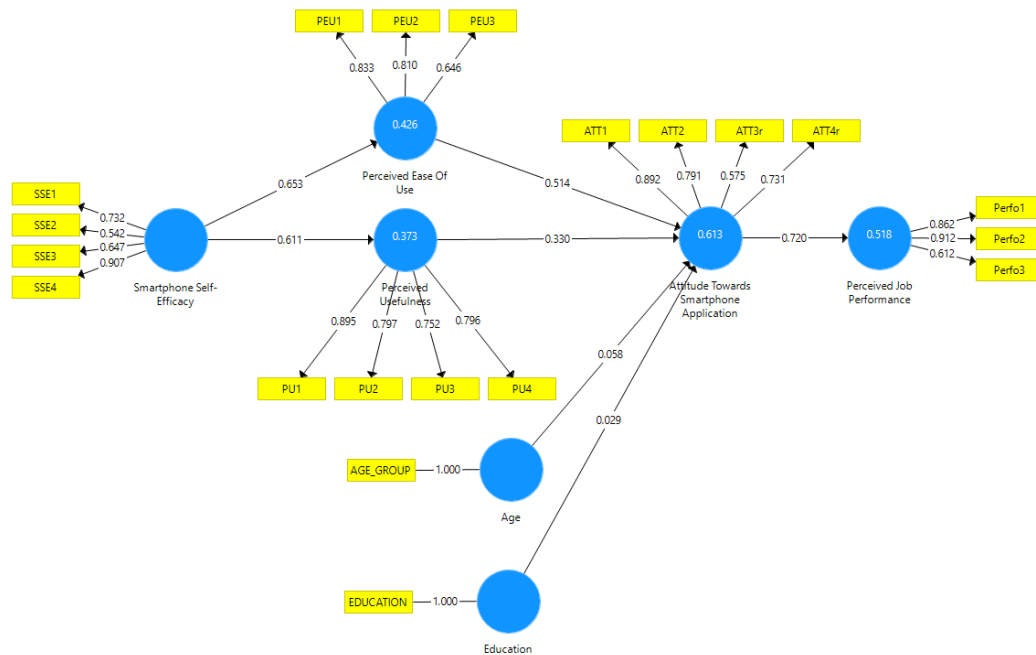 PEU1 PEU2 PEU3
0.833 0.810 0.646
0.426
Perceived Ease Of
Use
ATT1 ATT2 ATT3r ATT4r
0.892 0.791 0.575 0.731
0.653
0.514
SSE1
SSE2
SSE3
SSE4
0.732
0.542
0.647
0.907
Smartphone Self-
Efficacy
0.611
0.373
Perceived
Usefulness
0.330
0.613
Attitude Towards
Smartphone
Application
0.720
0.518
Perceived Job
Performance
0.862
0.912
0.612
Perfo1
Perfo2
Perfo3
0.895 0.797 0.752 0.796
PU1 PU2 PU3 PU4
0.058
0.029
AGE_GROUP 1.000
Age
EDUCATION 1.000
Education